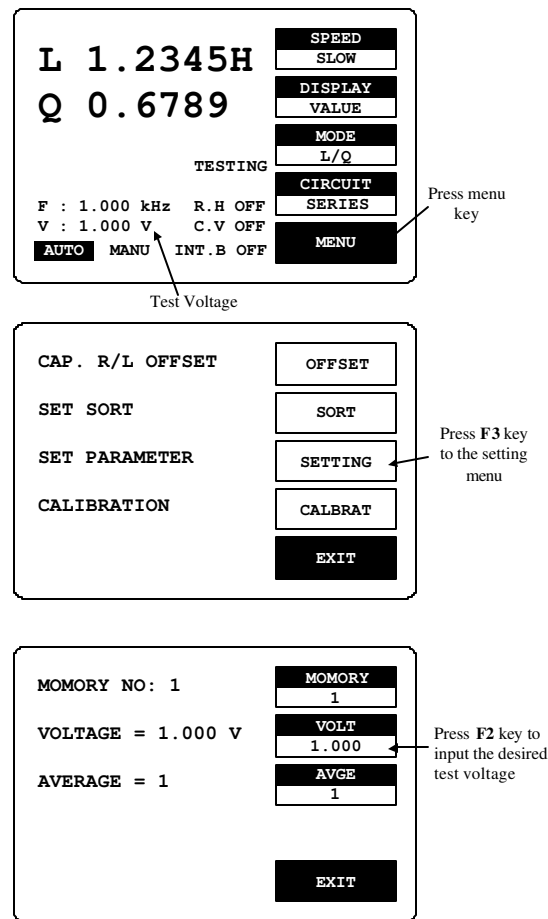 L 1.2345H
Q 0.6789
TESTING
F : 1.000 kHz R.H OFF
V : 1.000 V C.V OFF
AUTO MANU INT.B OFF
SPEED
SLOW
DISPLAY
VALUE
MODE
L/Q
CIRCUIT
SERIES
MENU
Press menu
key
Test Voltage
CAP. R/L OFFSET
OFFSET
SET SORT
SORT
SET PARAMETER
SETTING
CALIBRATION
CALBRAT
EXIT
Press F3 key
to the setting
menu
MOMORY NO: 1
MOMORY
1
VOLTAGE = 1.000 V
VOLT
1.000
AVERAGE = 1
AVGE
1
EXIT
Press F2 key to
input the desired
test voltage